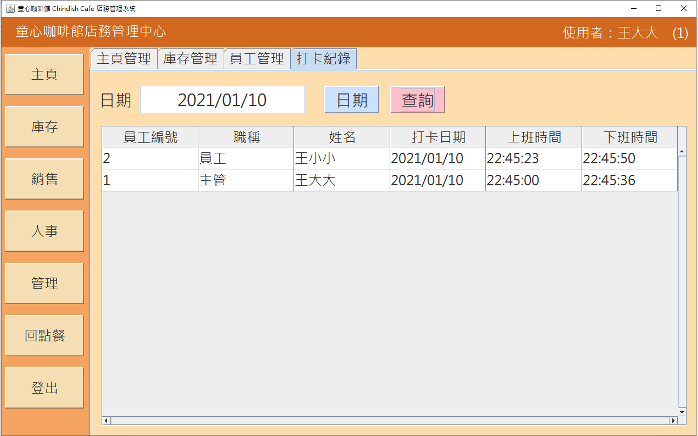 童心咖啡館 Chindish Cafe 店務管理系統
童心咖啡館店務管理中心 使用者：王大大 (1)
主頁
庫存
銷售
人事
管理
回點餐
登出
主頁管理 庫存管理 員工管理 打卡紀錄
日期 2021/01/10 日期 查詢
員工編號 職稱 姓名 打卡日期 上班時間 下班時間
2 員工 王小小 2021/01/10 22:45:23 22:45:50
1 主管 王大大 2021/01/10 22:45:00 22:45:36